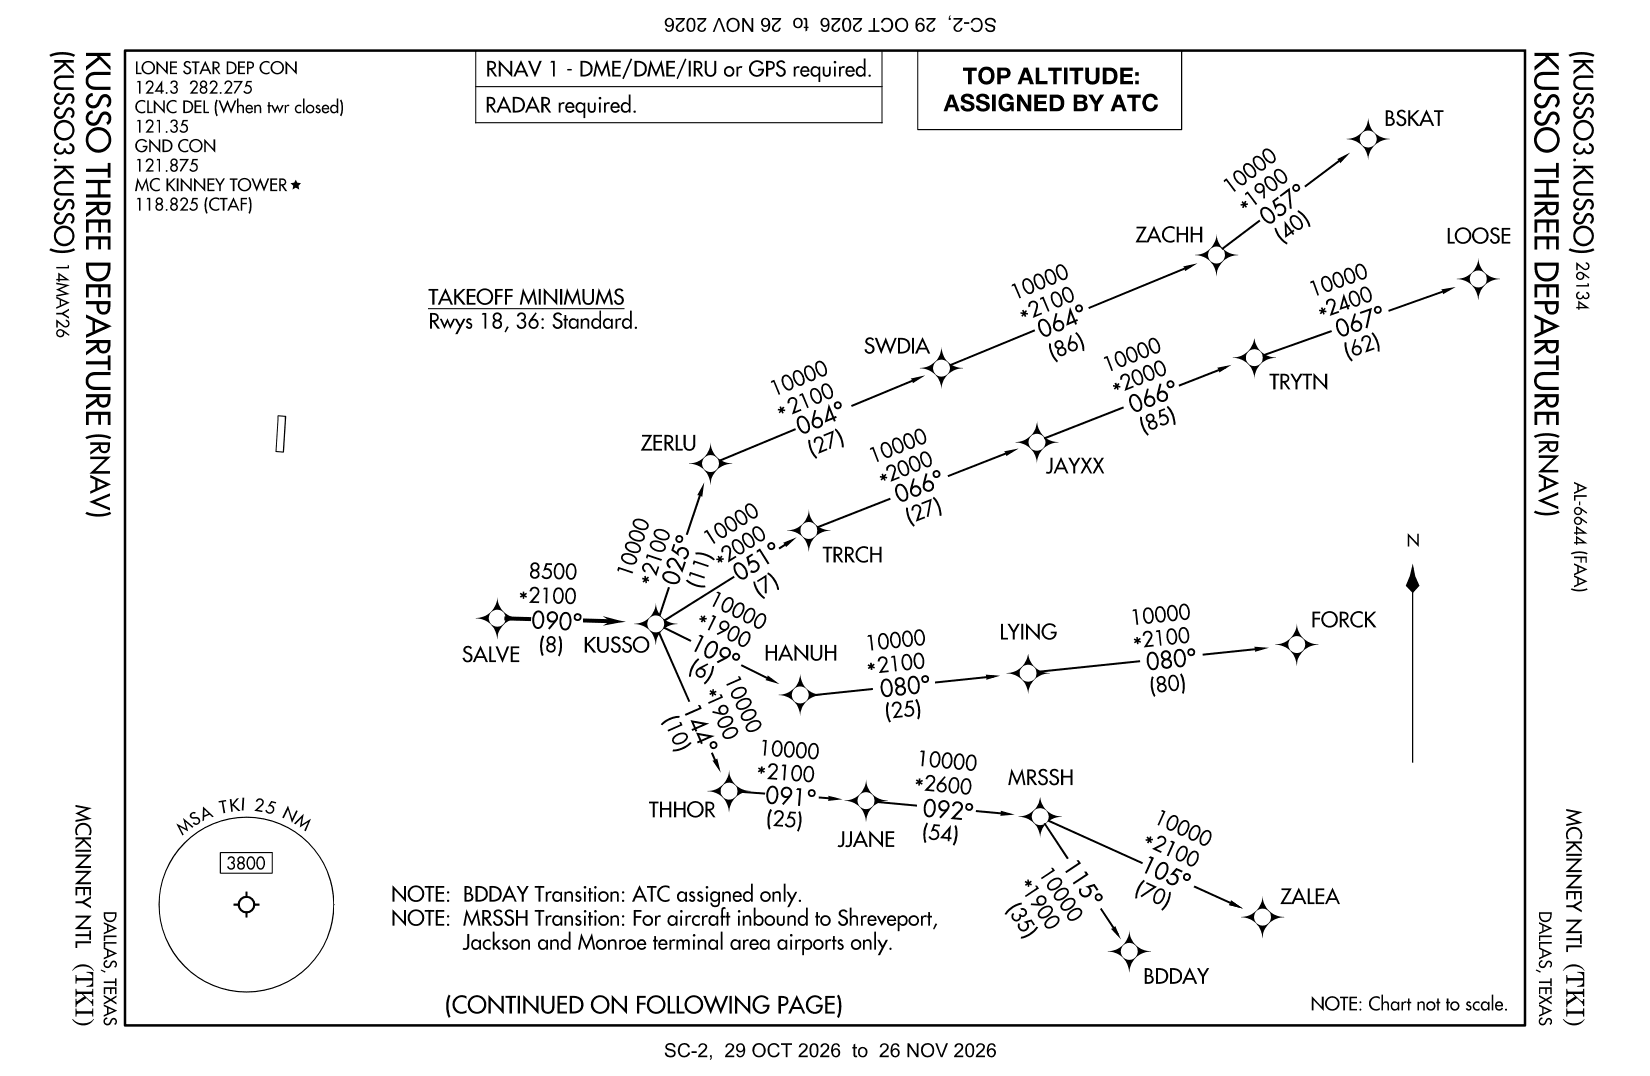 SC-2, 29 OCT 2026 to 26 NOV 2026
KUSSO THREE DEPARTURE (RNAV)
(KUSSO3.KUSSO) 14MAY26
MCKINNEY NTL (TKI)
DALLAS, TEXAS
(KUSSO3.KUSSO) 26134
KUSSO THREE DEPARTURE (RNAV)
AL-6644 (FAA)
MCKINNEY NTL (TKI)
DALLAS, TEXAS
LONE STAR DEP CON
124.3 282.275
CLNC DEL (When twr closed)
121.35
GND CON
121.875
MC KINNEY TOWER★
118.825 (CTAF)
RNAV 1 - DME/DME/IRU or GPS required.
RADAR required.
TOP ALTITUDE:
ASSIGNED BY ATC
TAKEOFF MINIMUMS
Rwys 18, 36: Standard.
BSKAT
10000
*1900
057°
(40)
ZACHH
LOOSE
10000
*2100
064°
(86)
10000
*2400
067°
(62)
SWDIA
TRYTN
10000
*2100
064°
(27)
10000
*2000
066°
(85)
ZERLU
JAYXX
10000
*2000
066°
(27)
TRRCH
10000
*2100
025°
(11)
10000
*2000
051°
(7)
N
8500
*2100
090°
(8)
SALVE
KUSSO
10000
*1900
109°
(6)
HANUH
10000
*2100
080°
(25)
LYING
10000
*2100
080°
(80)
FORCK
10000
*1900
144°
(10)
THHOR
10000
*2100
091°
(25)
JJANE
10000
*2600
092°
(54)
MRSSH
10000
*2100
105°
(70)
ZALEA
115°
10000
*1900
(35)
BDDAY
MSA TKI 25 NM
3800
NOTE: BDDAY Transition: ATC assigned only.
NOTE: MRSSH Transition: For aircraft inbound to Shreveport,
Jackson and Monroe terminal area airports only.
(CONTINUED ON FOLLOWING PAGE)
NOTE: Chart not to scale.
SC-2, 29 OCT 2026 to 26 NOV 2026